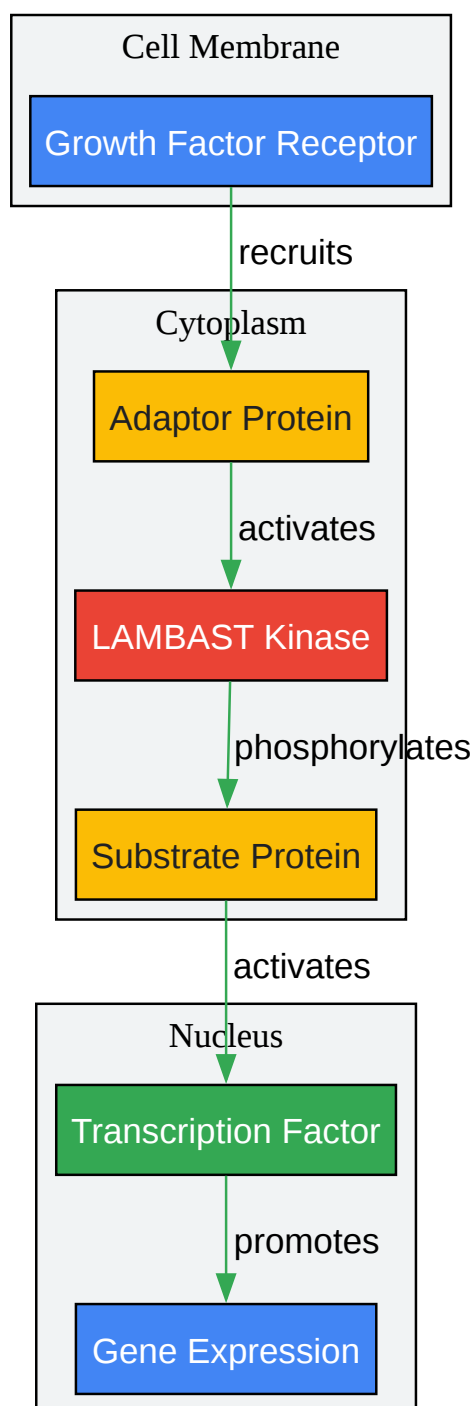 Cell Membrane
Growth Factor Receptor
recruits
Cytoplasm
Adaptor Protein
activates
LAMBAST Kinase
phosphorylates
Substrate Protein
activates
Nucleus
Transcription Factor
promotes
Gene Expression